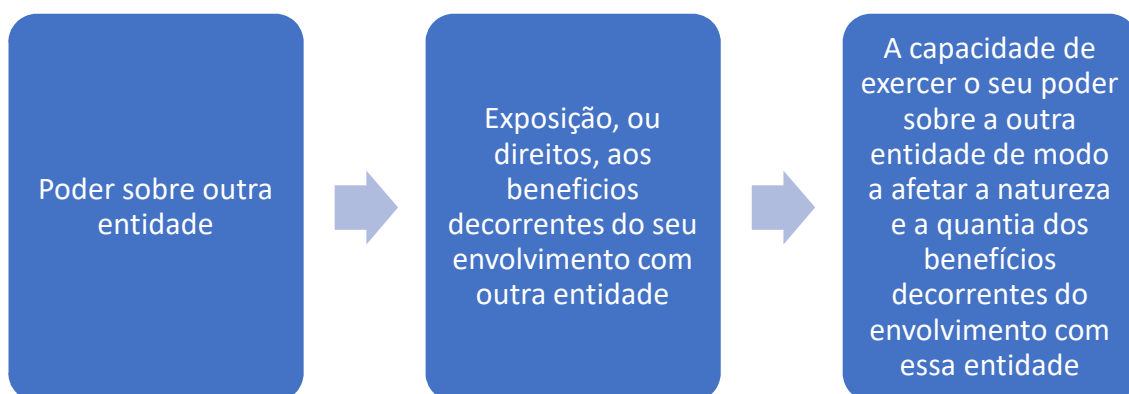 Poder sobre outra
entidade
Exposição, ou
direitos, aos
beneficios
decorrentes do seu
envolvimento com
outra entidade
A capacidade de
exercer o seu poder
sobre a outra
entidade de modo
a afetar a natureza
e a quantia dos
benefícios
decorrentes do
envolvimento com
essa entidade